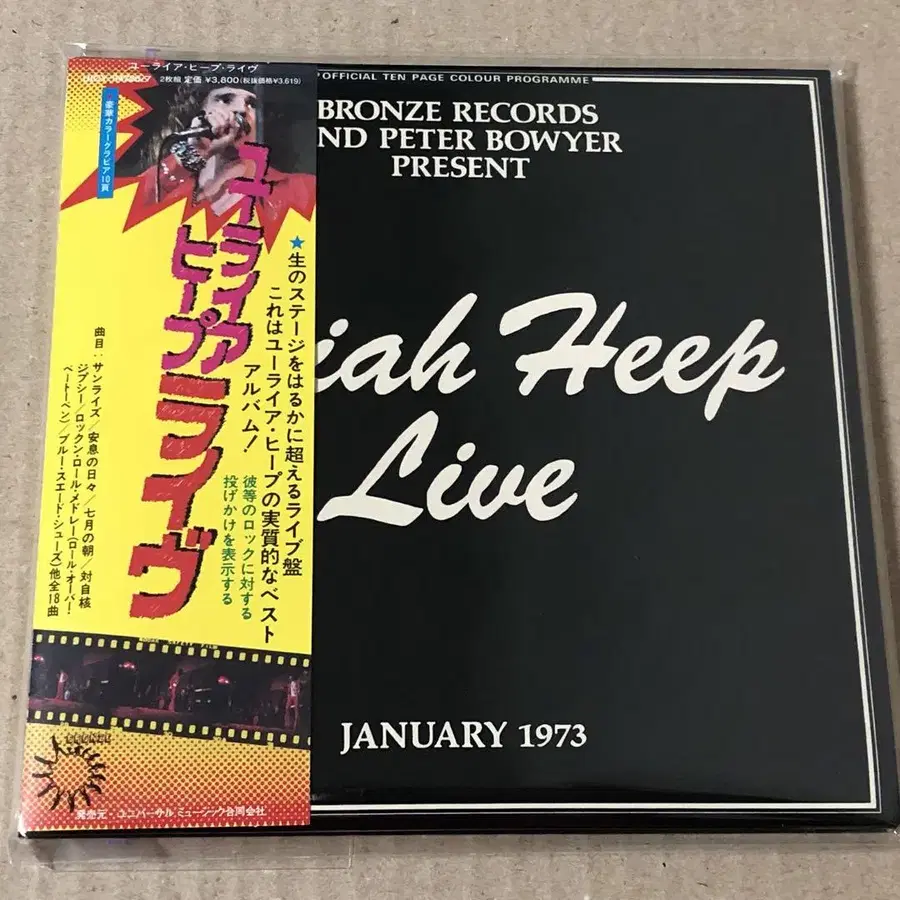 ユーライア・ヒープ・ライヴ
2枚組 定価 ¥3,800(税抜価格¥3,619)
豪華カラーグラビア10頁
ユーライア
ヒープ
ライヴ
★生のステージをはるかに超えるライブ盤
これはユーライア・ヒープの実質的なベスト
アルバム!
彼等のロックに対する
投げかけを表示する
曲目:サンライズ/安息の日々/七月の朝/対自核
ジプシー/ロックン・ロール・メドレー(ロール・オーバー・
ベートーベン)/ブルー・スエード・シューズ)他全18曲
BRONZE
発売元・ユニバーサル ミュージック合同会社
OFFICIAL TEN PAGE COLOUR PROGRAMME
BRONZE RECORDS
ND PETER BOWYER
PRESENT
iah Heep
Live
JANUARY 1973